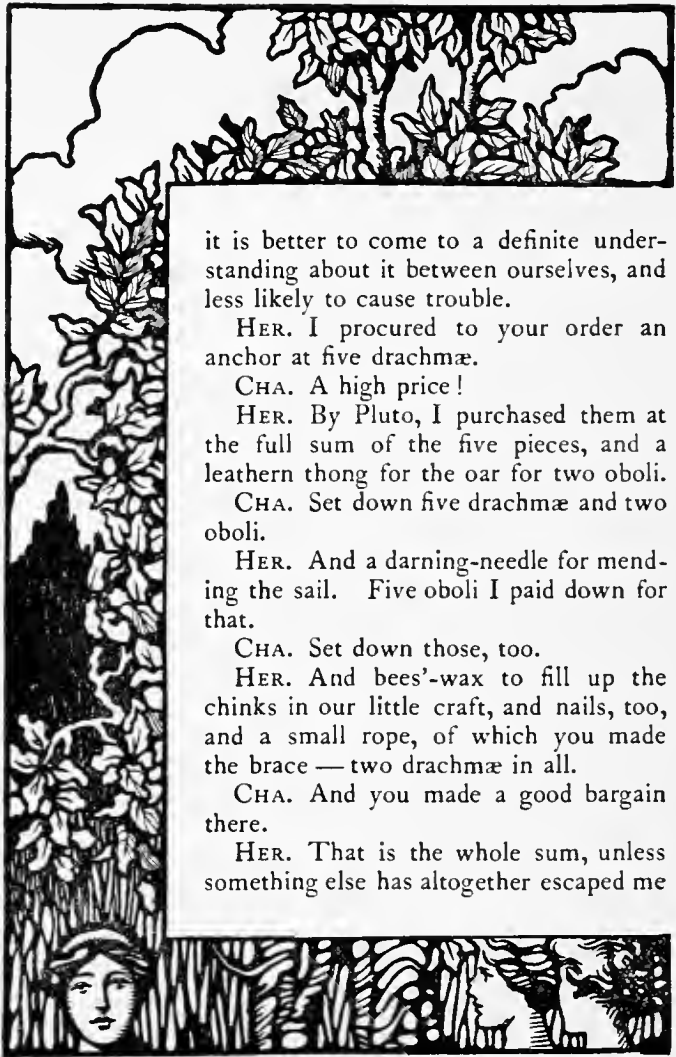 it is better to come to a definite under-
standing about it between ourselves, and
less likely to cause trouble.
HER. I procured to your order an
anchor at five drachmæ.
CHA. A high price!
HER. By Pluto, I purchased them at
the full sum of the five pieces, and a
leathern thong for the oar for two oboli.
CHA. Set down five drachmæ and two
oboli.
HER. And a darning-needle for mend-
ing the sail. Five oboli I paid down for
that.
CHA. Set down those, too.
HER. And bees'-wax to fill up the
chinks in our little craft, and nails, too,
and a small rope, of which you made
the brace — two drachmæ in all.
CHA. And you made a good bargain
there.
HER. That is the whole sum, unless
something else has altogether escaped me